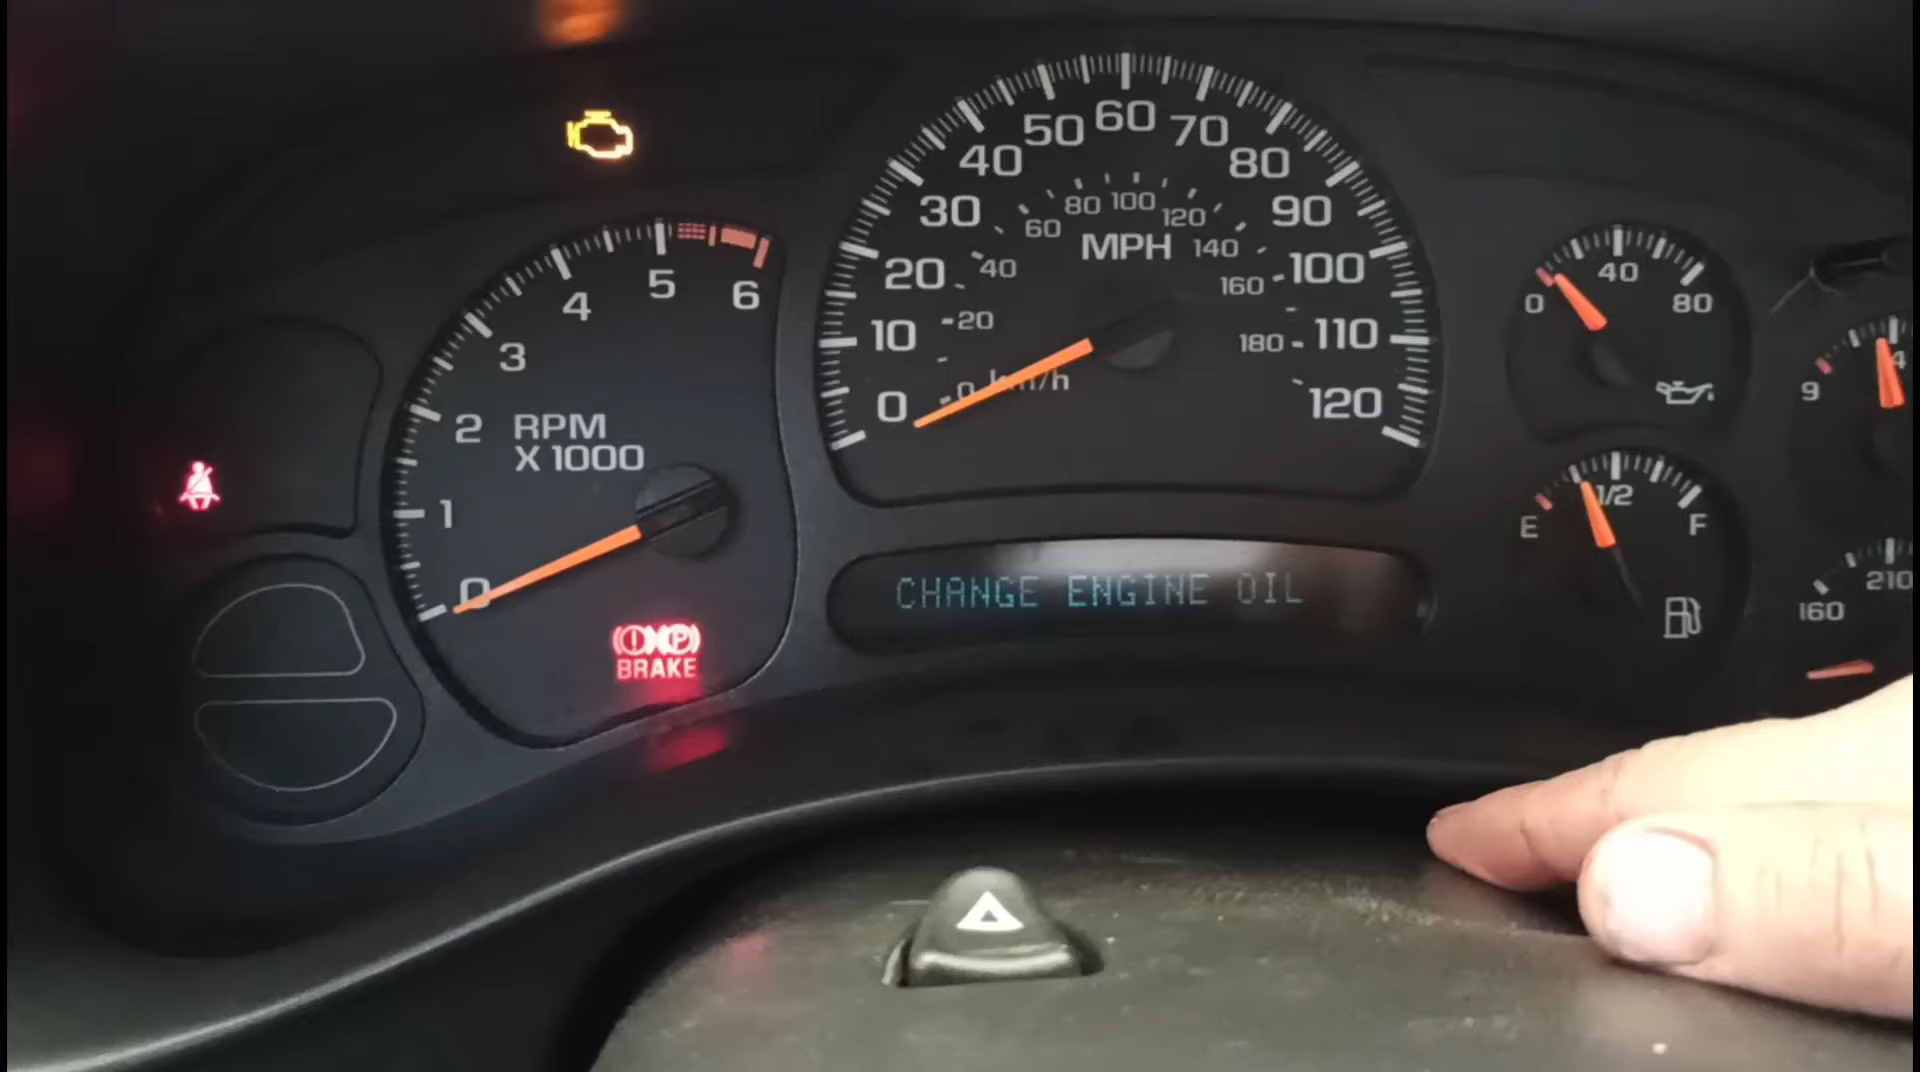 50 60 70
40 80
30 90
20 100
10 110
0 120
80 100 120
60 140
40 160
20 180
0 km/h
MPH
5
4 6
3
2 RPM
X 1000
1
0
BRAKE
P
CHANGE ENGINE OIL
0 40 80
E 1/2 F
9
160 210